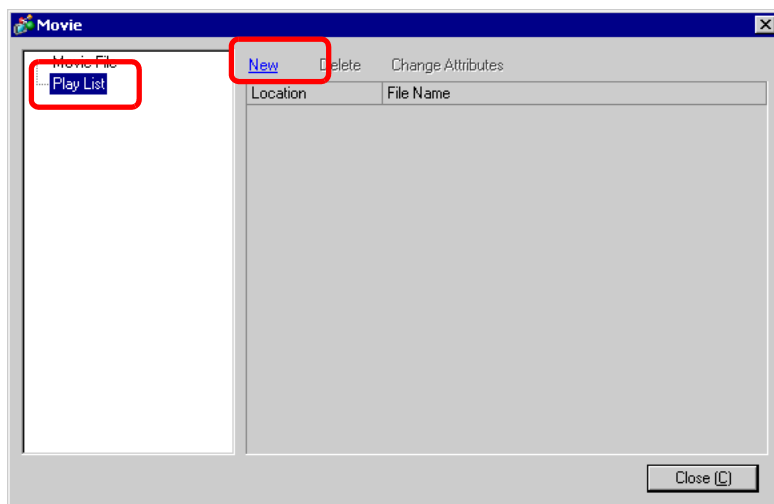 Movie
Movie File
Play List
New Delete Change Attributes
Location File Name
Close (C)